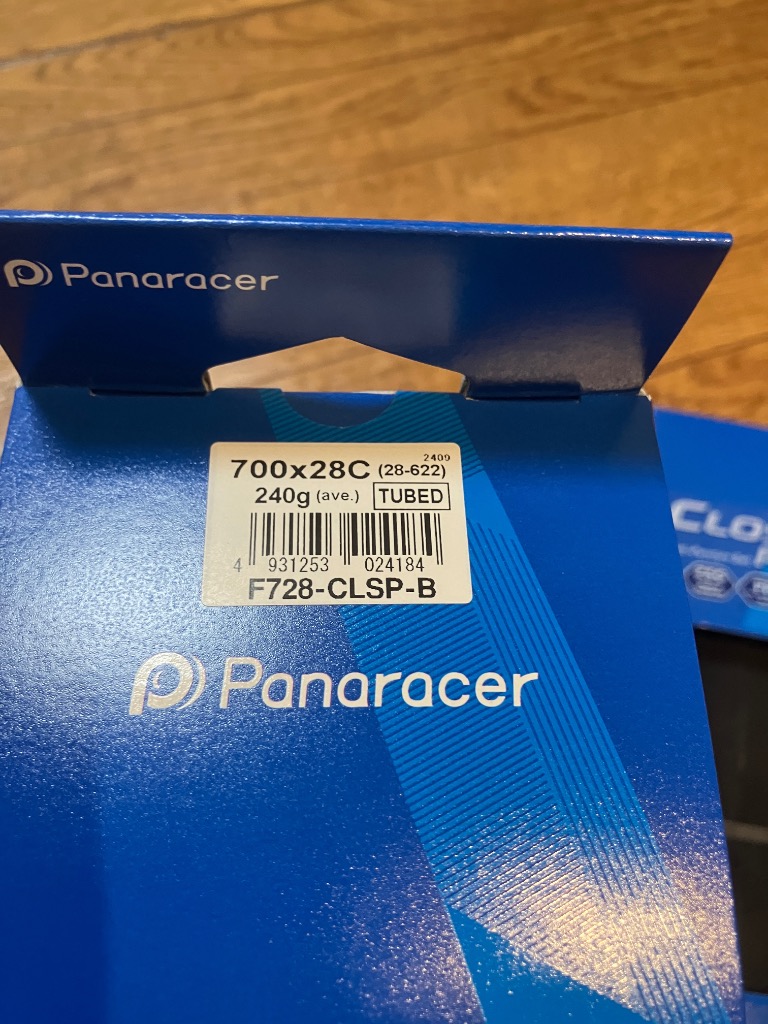 Panaracer
2409
700x28C (28-622)
240g (ave.) TUBED
4 931253 024184
F728-CLSP-B
Panaracer